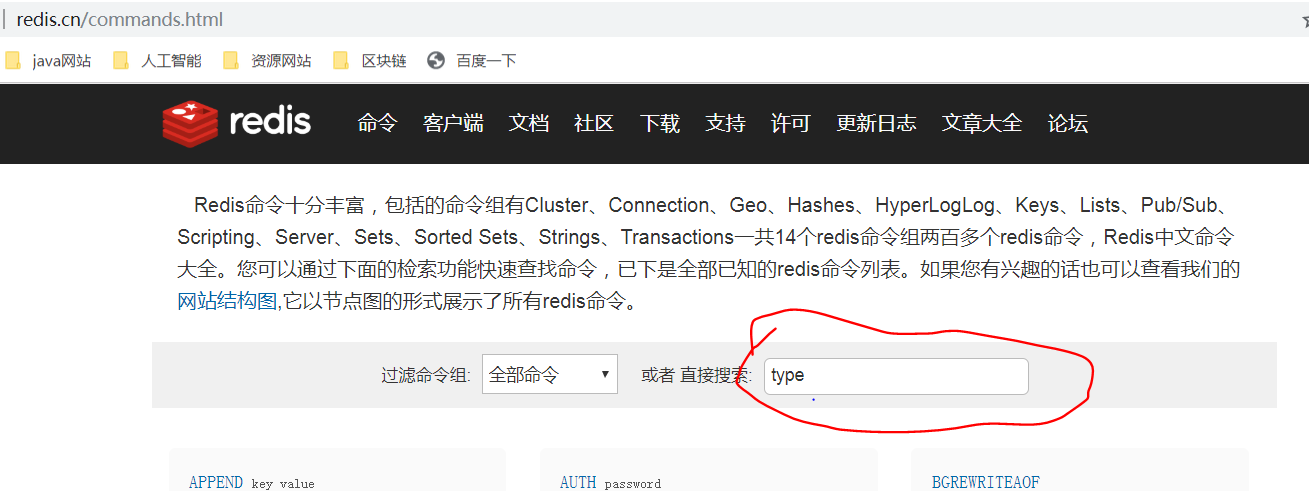 redis.cn/commands.html
java网站 人工智能 资源网站 区块链 百度一下
redis 命令 客户端 文档 社区 下载 支持 许可 更新日志 文章大全 论坛
Redis命令十分丰富，包括的命令组有Cluster、Connection、Geo、Hashes、HyperLogLog、Keys、Lists、Pub/Sub、
Scripting、Server、Sets、Sorted Sets、Strings、Transactions一共14个redis命令组两百多个redis命令，Redis中文命令
大全。您可以通过下面的检索功能快速查找命令，已下是全部已知的redis命令列表。如果您有兴趣的话也可以查看我们的
网站结构图,它以节点图的形式展示了所有redis命令。
过滤命令组: 全部命令 或者 直接搜索: type
APPEND key value AUTH password BGREWRITEAOF